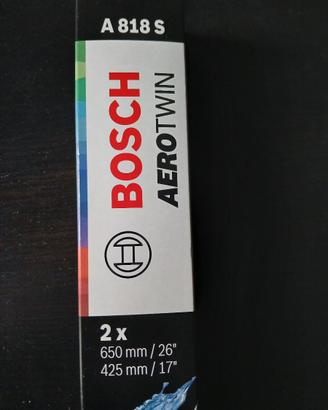 A 818 S
BOSCH
AEROTWIN
2 x
650 mm / 26"
425 mm / 17"